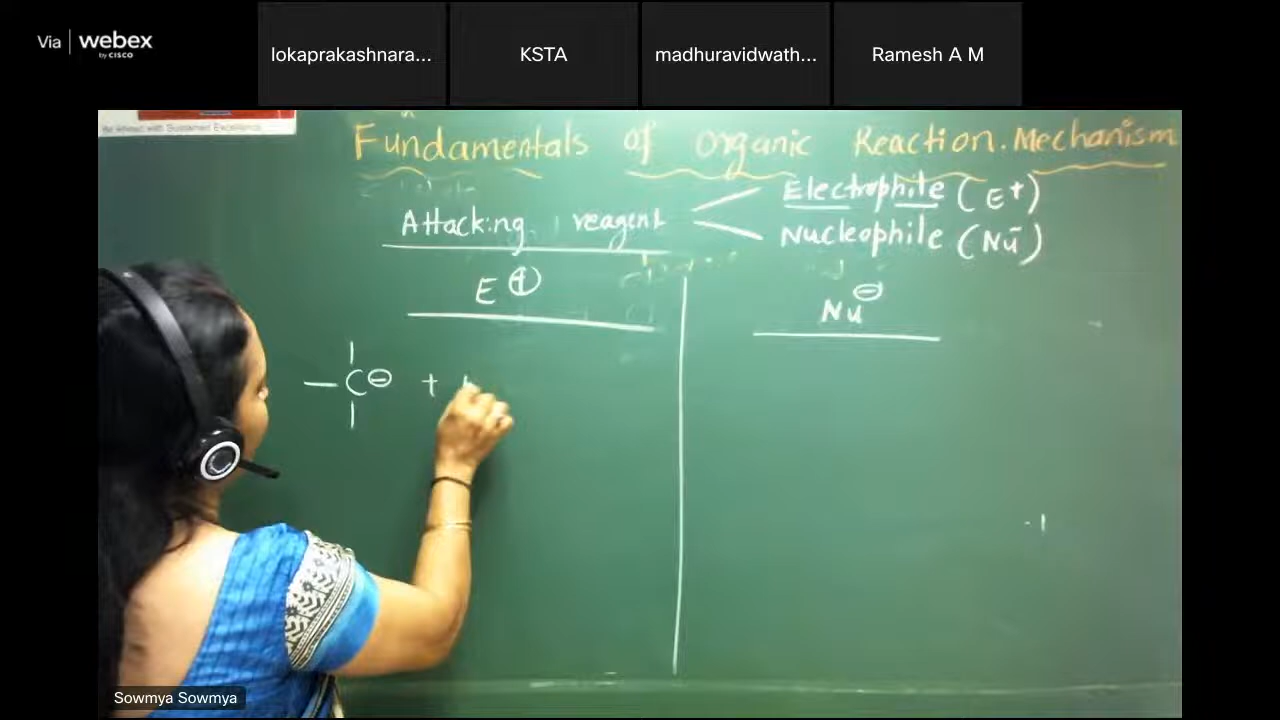 Via webex
by CISCO
lokaprakashnara...
KSTA
madhuravidwath...
Ramesh A M
Fundamentals of Organic Reaction Mechanism
Attacking reagent
Electrophile (E+)
Nucleophile (Nu-)
E⊕
Nu⊖
C⊖ +
Sowmya Sowmya